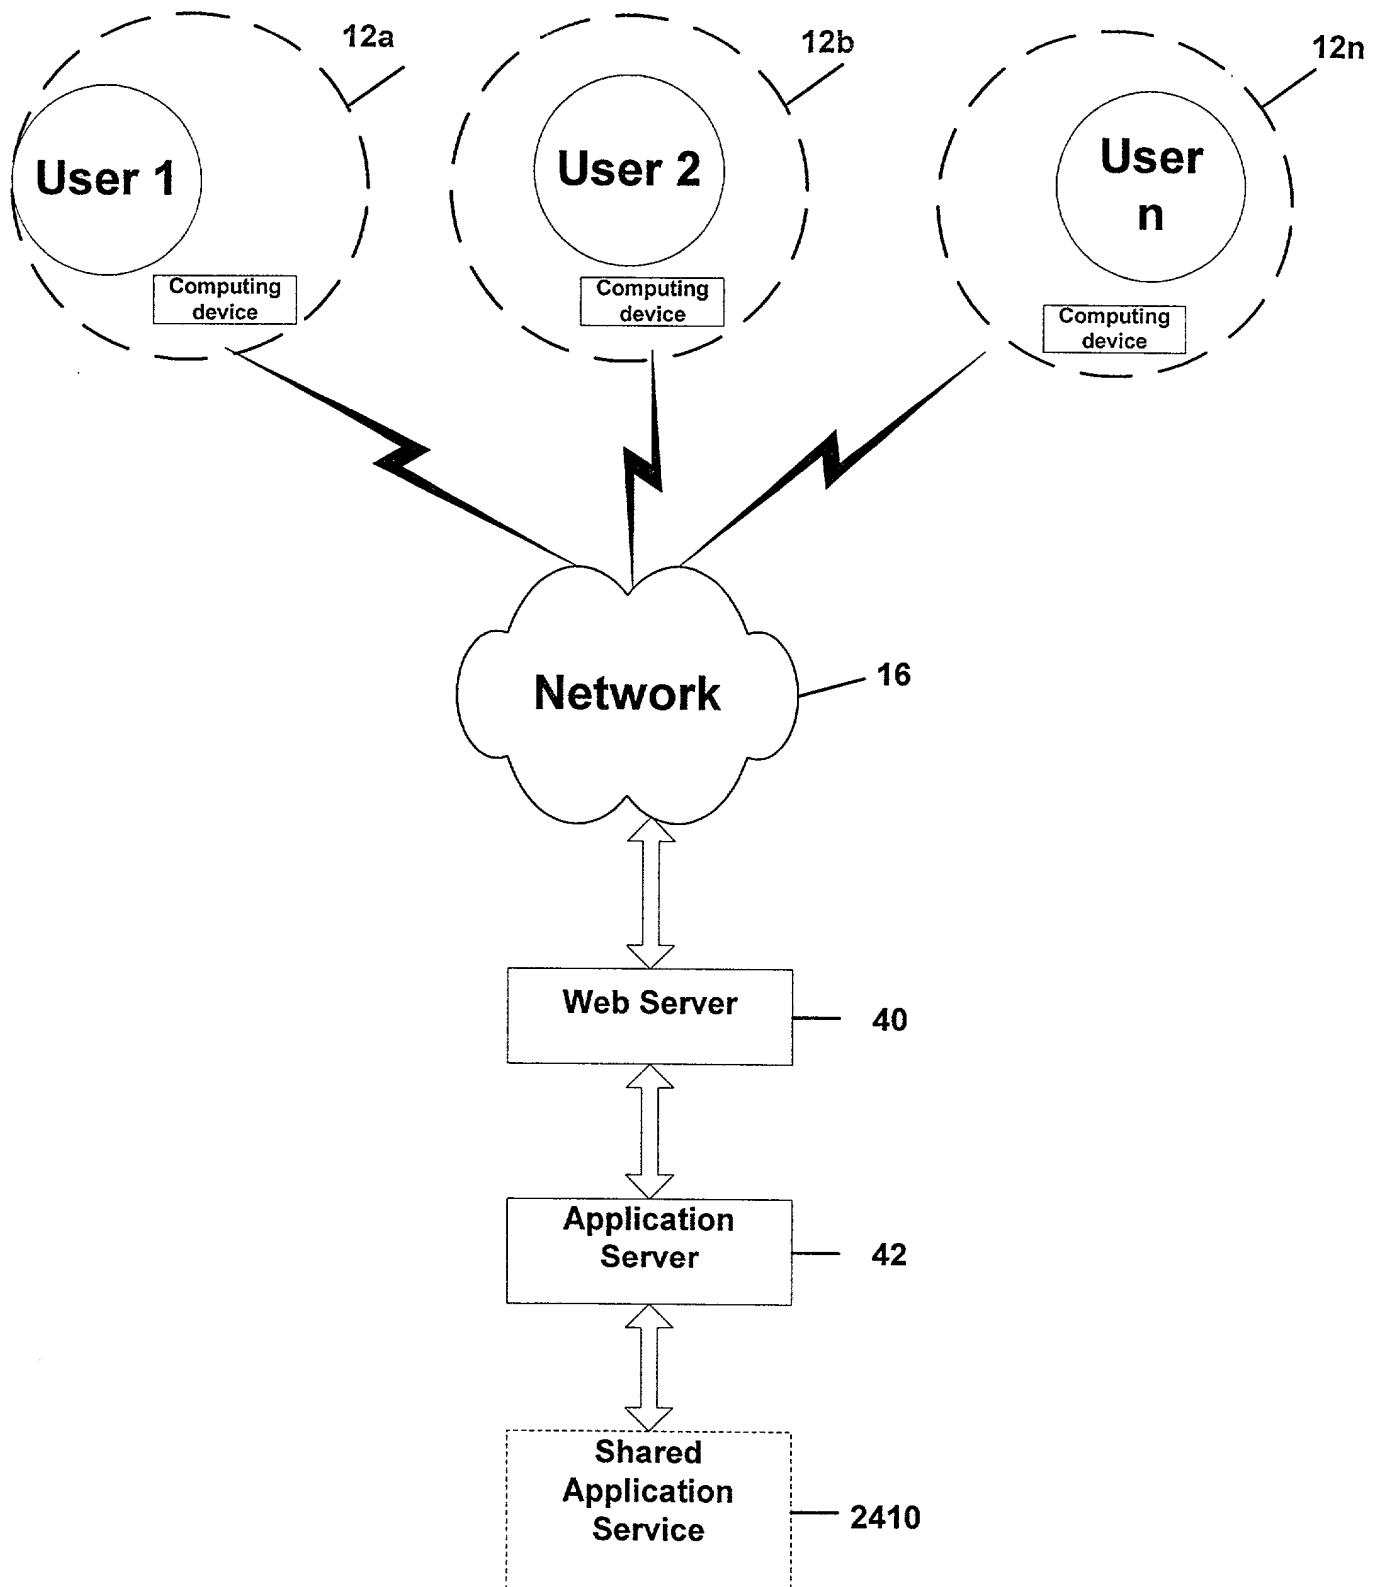 12a
12b
12n
User 1
User 2
User
n
Computing
device
Computing
device
Computing
device
Network
16
Web Server
40
Application
Server
42
Shared
Application
Service
2410